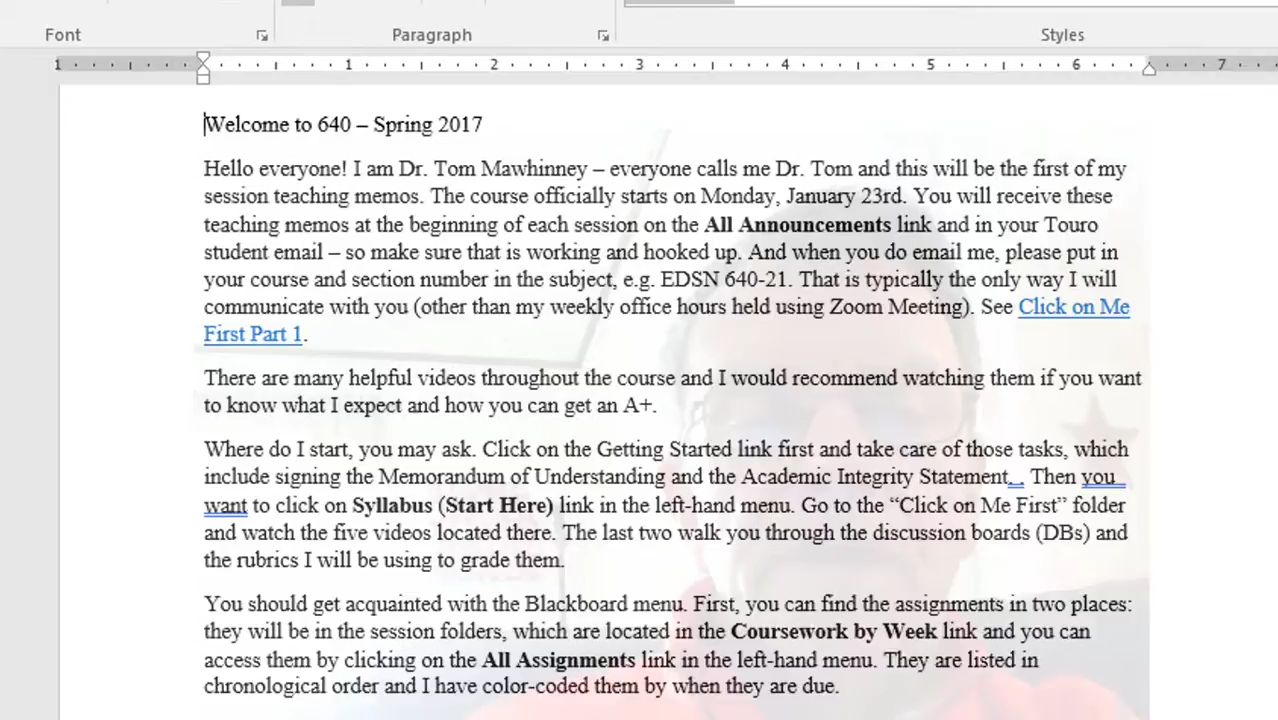 Font
Paragraph
Styles
1 1 2 3 4 5 6 7
Welcome to 640 – Spring 2017
Hello everyone! I am Dr. Tom Mawhinney – everyone calls me Dr. Tom and this will be the first of my
session teaching memos. The course officially starts on Monday, January 23rd. You will receive these
teaching memos at the beginning of each session on the All Announcements link and in your Touro
student email – so make sure that is working and hooked up. And when you do email me, please put in
your course and section number in the subject, e.g. EDSN 640-21. That is typically the only way I will
communicate with you (other than my weekly office hours held using Zoom Meeting). See Click on Me
First Part 1.
There are many helpful videos throughout the course and I would recommend watching them if you want
to know what I expect and how you can get an A+.
Where do I start, you may ask. Click on the Getting Started link first and take care of those tasks, which
include signing the Memorandum of Understanding and the Academic Integrity Statement. . Then you
want to click on Syllabus (Start Here) link in the left-hand menu. Go to the “Click on Me First” folder
and watch the five videos located there. The last two walk you through the discussion boards (DBs) and
the rubrics I will be using to grade them.
You should get acquainted with the Blackboard menu. First, you can find the assignments in two places:
they will be in the session folders, which are located in the Coursework by Week link and you can
access them by clicking on the All Assignments link in the left-hand menu. They are listed in
chronological order and I have color-coded them by when they are due.